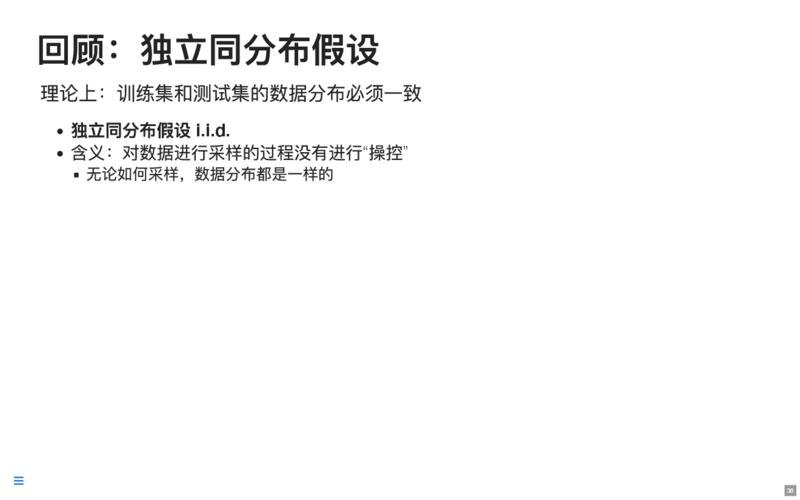 回顾：独立同分布假设
理论上：训练集和测试集的数据分布必须一致
• 独立同分布假设 i.i.d.
• 含义：对数据进行采样的过程没有进行“操控”
▪ 无论如何采样，数据分布都是一样的